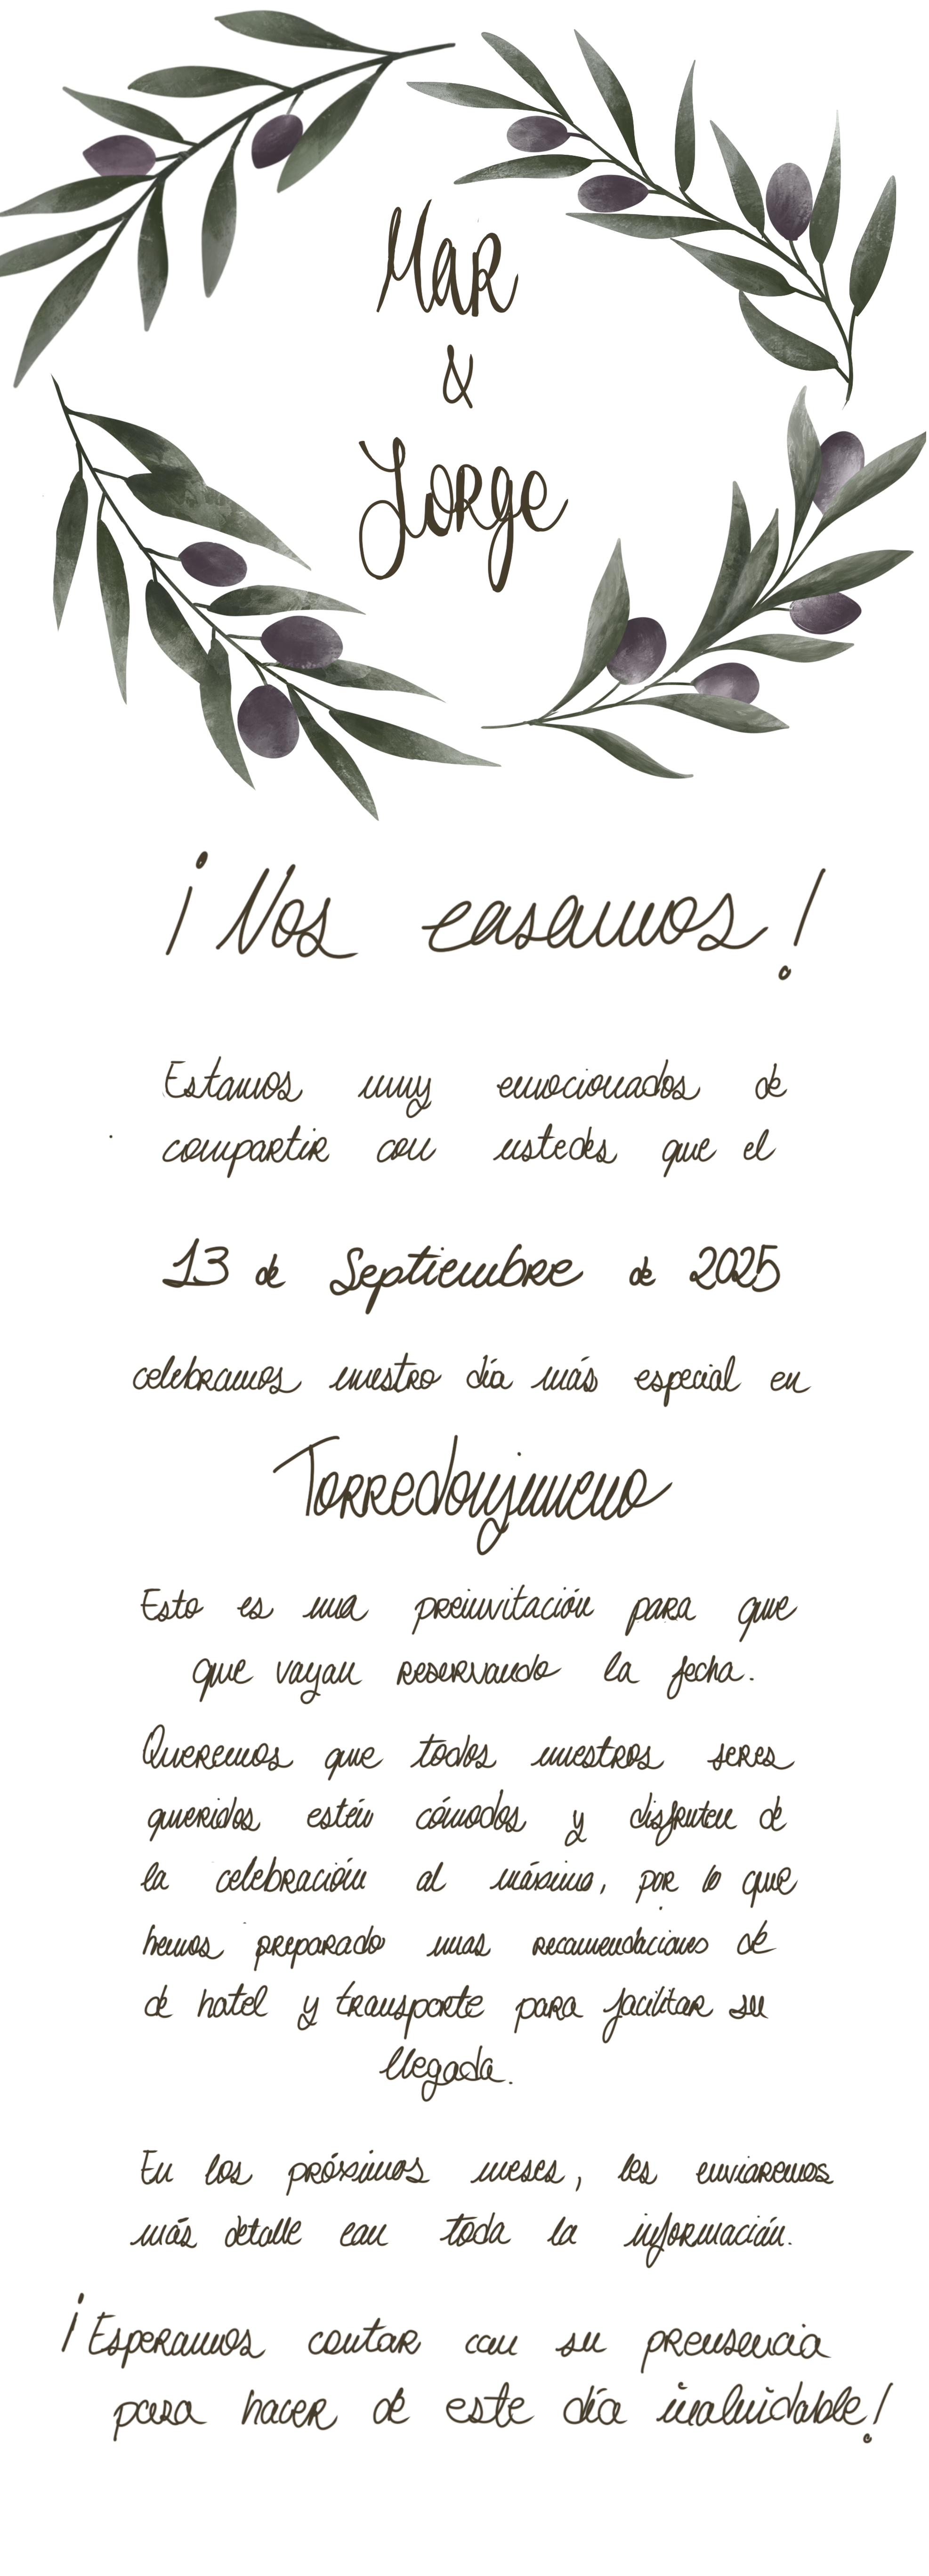 Mar
&
Jorge
¡Nos casamos!
Estamos muy emocionados de
compartir con ustedes que el
13 de Septiembre de 2025
celebramos nuestro día más especial en
Torredonjimeno
Esto es una preinvitación para que
que vayan reservando la fecha.
Queremos que todos nuestros seres
queridos estén cómodos y disfruten de
la celebración al máximo, por lo que
hemos preparado unas recomendaciones de
de hotel y transporte para facilitar su
llegada.
En los próximos meses, les enviaremos
más detalle con toda la información.
¡Esperamos contar con su prensencia
para hacer de este día inolvidable!